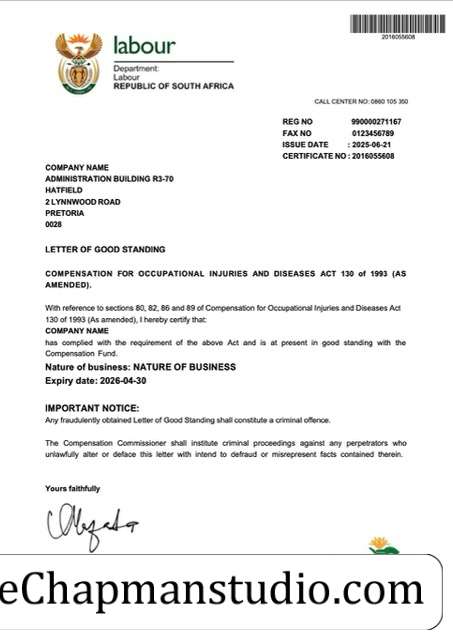 2016055608
labour
Department:
Labour
REPUBLIC OF SOUTH AFRICA
CALL CENTER NO: 0860 105 350
REG NO 990000271167
FAX NO 0123456789
ISSUE DATE : 2025-06-21
CERTIFICATE NO : 2016055608
COMPANY NAME
ADMINISTRATION BUILDING R3-70
HATFIELD
2 LYNNWOOD ROAD
PRETORIA
0028
LETTER OF GOOD STANDING
COMPENSATION FOR OCCUPATIONAL INJURIES AND DISEASES ACT 130 of 1993 (AS
AMENDED).
With reference to sections 80, 82, 86 and 89 of Compensation for Occupational Injuries and Diseases Act
130 of 1993 (As amended), I hereby certify that:
COMPANY NAME
has complied with the requirement of the above Act and is at present in good standing with the
Compensation Fund.
Nature of business: NATURE OF BUSINESS
Expiry date: 2026-04-30
IMPORTANT NOTICE:
Any fraudulently obtained Letter of Good Standing shall constitute a criminal offence.
The Compensation Commissioner shall institute criminal proceedings against any perpetrators who
unlawfully alter or deface this letter with intend to defraud or misrepresent facts contained therein.
Yours faithfully
eChapmanstudio.com